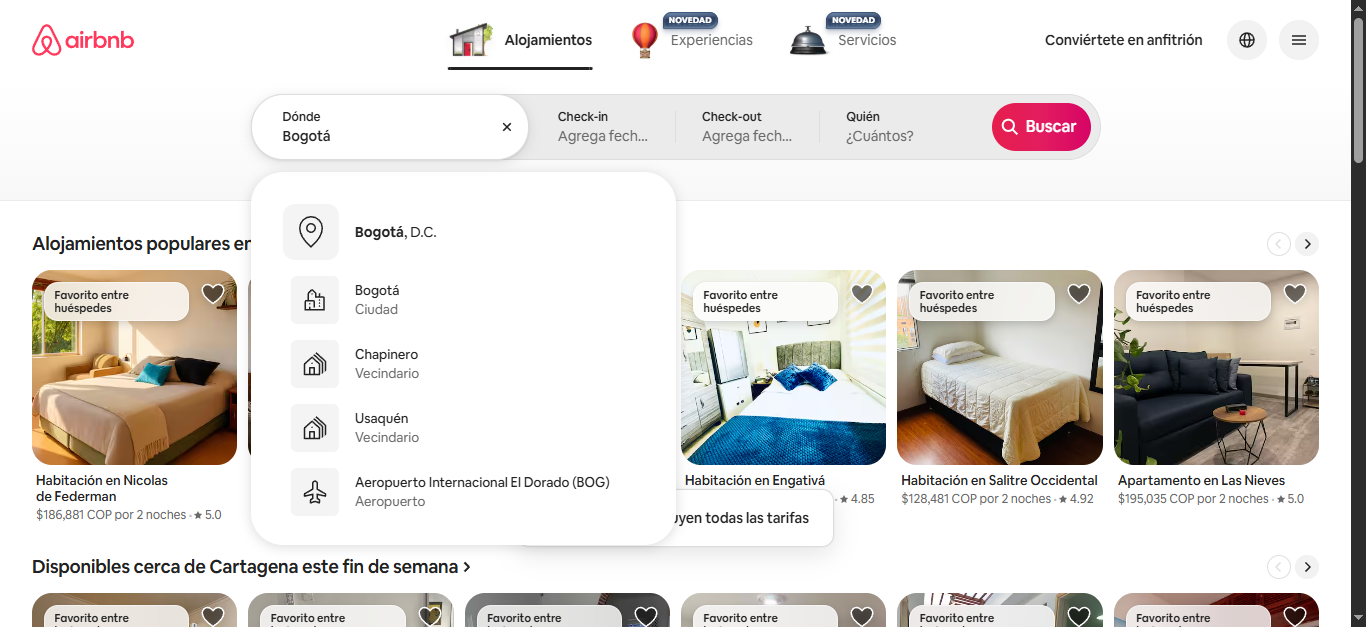 airbnb
Alojamientos
NOVEDAD
Experiencias
NOVEDAD
Servicios
Conviértete en anfitrión
Dónde
Bogotá
Check-in
Agrega fech...
Check-out
Agrega fech...
Quién
¿Cuántos?
Buscar
Bogotá, D.C.
Bogotá
Ciudad
Chapinero
Vecindario
Usaquén
Vecindario
Aeropuerto Internacional El Dorado (BOG)
Aeropuerto
Alojamientos populares en
Favorito entre
huéspedes
Favorito entre
huéspedes
Favorito entre
huéspedes
Favorito entre
huéspedes
Habitación en Nicolas
de Federman
$186,881 COP por 2 noches · ★ 5.0
Habitación en Engativá
★ 4.85
Habitación en Salitre Occidental
$128,481 COP por 2 noches · ★ 4.92
Apartamento en Las Nieves
$195,035 COP por 2 noches · ★ 5.0
todas las tarifas
Disponibles cerca de Cartagena este fin de semana >
Favorito entre
Favorito entre
Favorito entre
Favorito entre
Favorito entre
Favorito entre